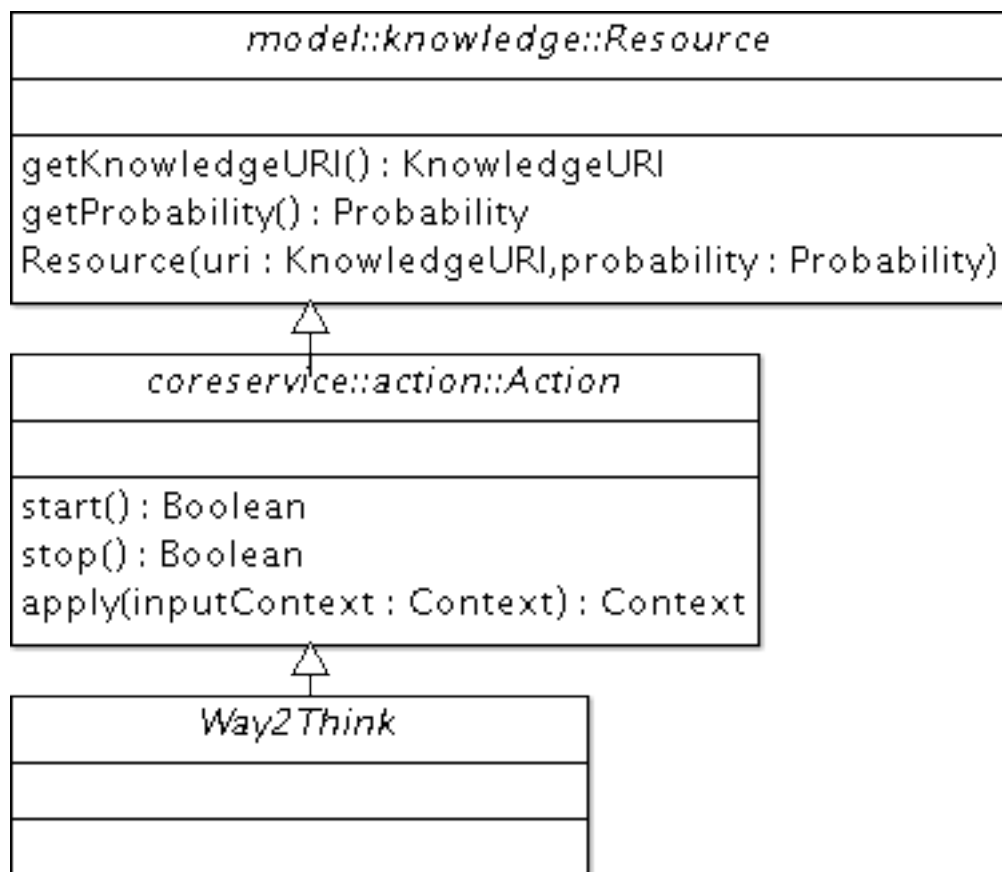 model::knowledge::Resource
getKnowledgeURI() : KnowledgeURI
getProbability() : Probability
Resource(uri : KnowledgeURI,probability : Probability)
coreservice::action::Action
start() : Boolean
stop() : Boolean
apply(inputContext : Context) : Context
Way2Think